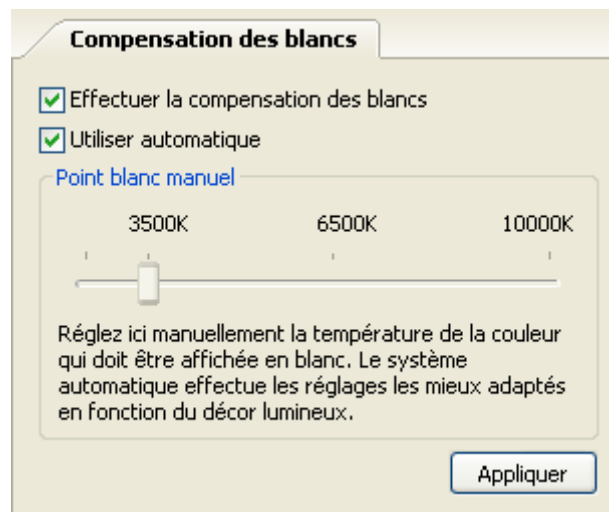 Compensation des blancs
Effectuer la compensation des blancs
Utiliser automatique
Point blanc manuel
3500K 6500K 10000K
Réglez ici manuellement la température de la couleur
qui doit être affichée en blanc. Le système
automatique effectue les réglages les mieux adaptés
en fonction du décor lumineux.
Appliquer